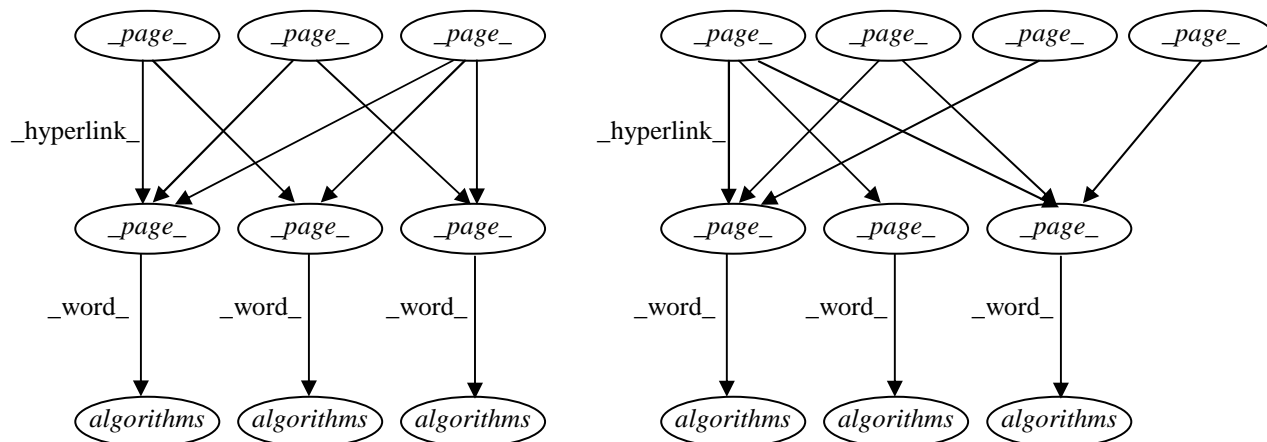 _page_ _page_ _page_ _page_ _page_ _page_ _page_
_hyperlink_ _hyperlink_
_page_ _page_ _page_ _page_ _page_ _page_
_word_ _word_ _word_ _word_ _word_ _word_
algorithms algorithms algorithms algorithms algorithms algorithms